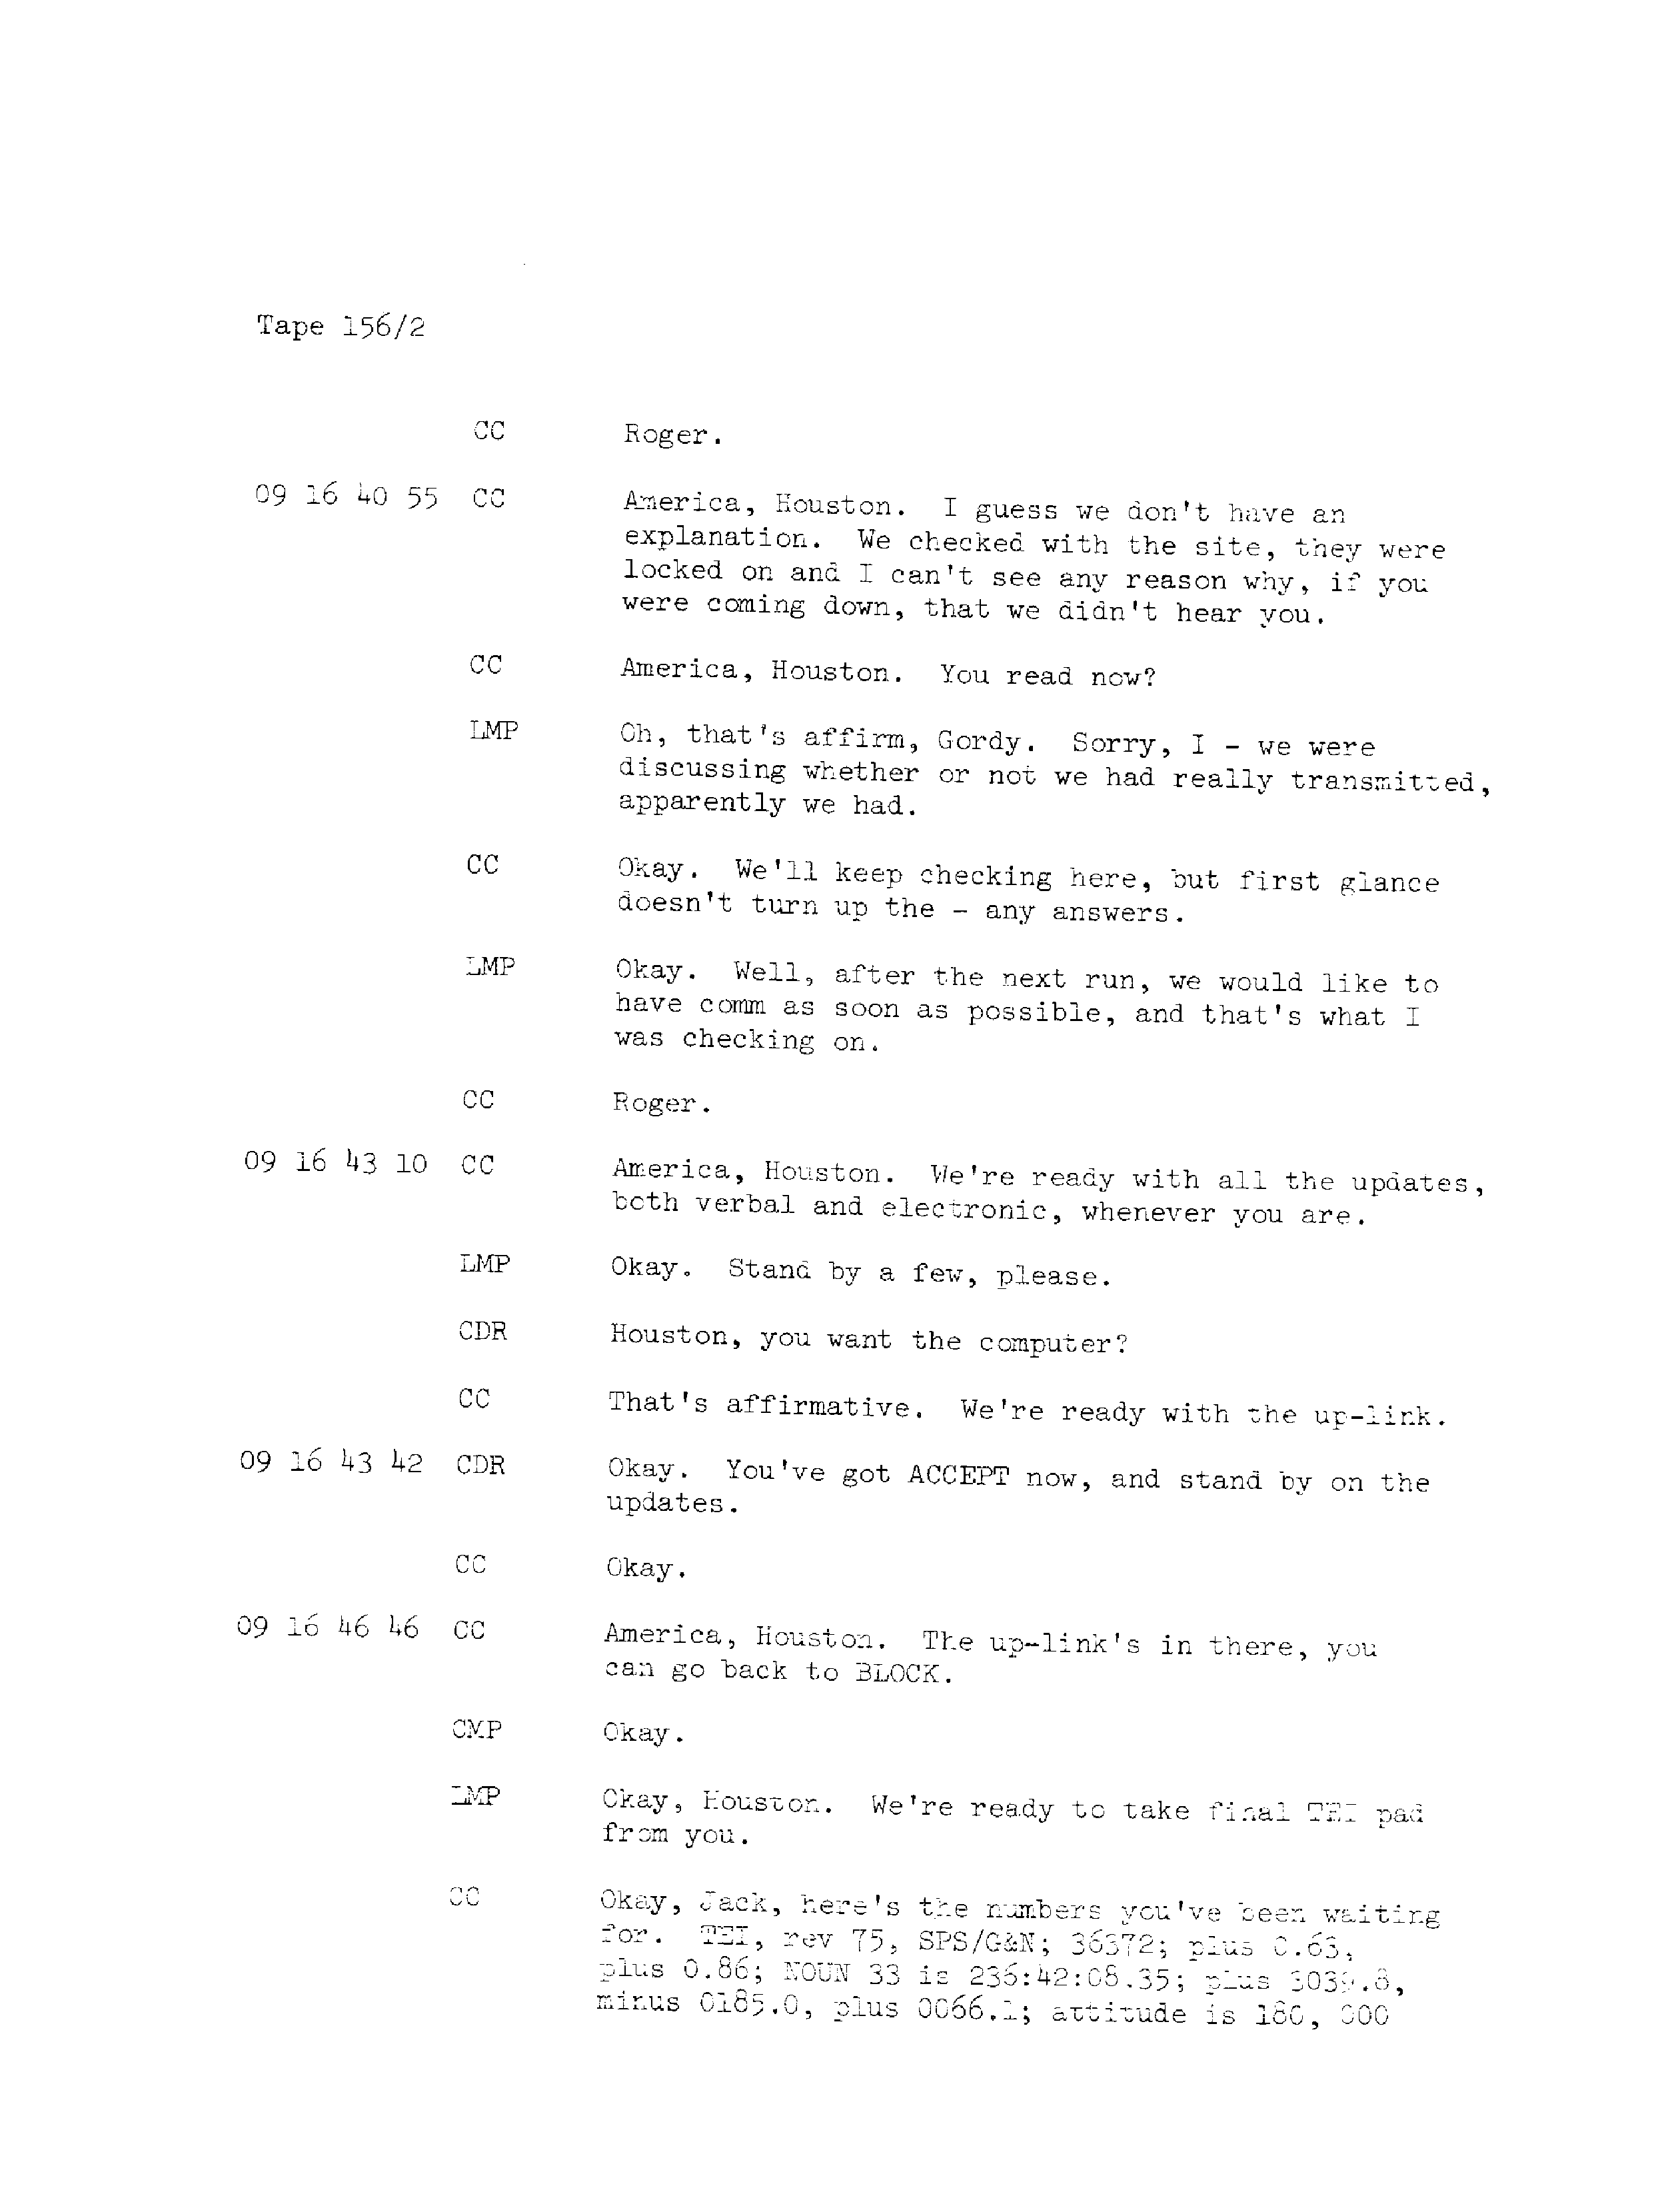 Tape 156/2
CC Roger.
09 16 40 55 CC America, Houston. I guess we don't have an
explanation. We checked with the site, they were
locked on and I can't see any reason why, if you
were coming down, that we didn't hear you.
CC America, Houston. You read now?
LMP Oh, that's affirm, Gordy. Sorry, I - we were
discussing whether or not we had really transmitted,
apparently we had.
CC Okay. We'll keep checking here, but first glance
doesn't turn up the - any answers.
LMP Okay. Well, after the next run, we would like to
have comm as soon as possible, and that's what I
was checking on.
CC Roger.
09 16 43 10 CC America, Houston. We're ready with all the updates,
both verbal and electronic, whenever you are.
LMP Okay. Stand by a few, please.
CDR Houston, you want the computer?
CC That's affirmative. We're ready with the up-link.
09 16 43 42 CDR Okay. You've got ACCEPT now, and stand by on the
updates.
CC Okay.
09 16 46 46 CC America, Houston. The up-link's in there, you
can go back to BLOCK.
CMP Okay.
LMP Okay, Houston. We're ready to take final TEI pad
from you.
CC Okay, Jack, here's the numbers you've been waiting
for. TEI, rev 75, SPS/G&N; 36372; plus 0.63,
plus 0.86; NOUN 33 is 236:42:08.35; plus 3039.8,
minus 0185.0, plus 0066.1; attitude is 180, 000